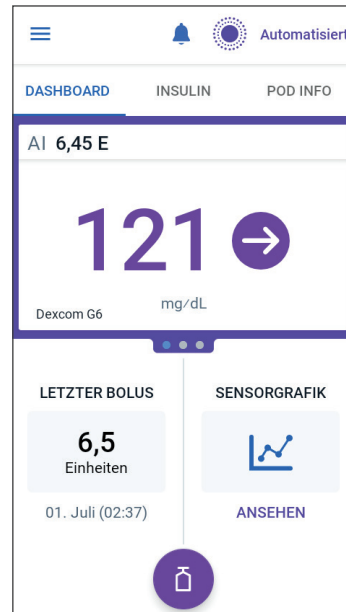 Automatisiert
DASHBOARD INSULIN POD INFO
AI 6,45 E
121
mg/dL
Dexcom G6
LETZTER BOLUS
6,5
Einheiten
01. Juli (02:37)
SENSORGRAFIK
ANSEHEN